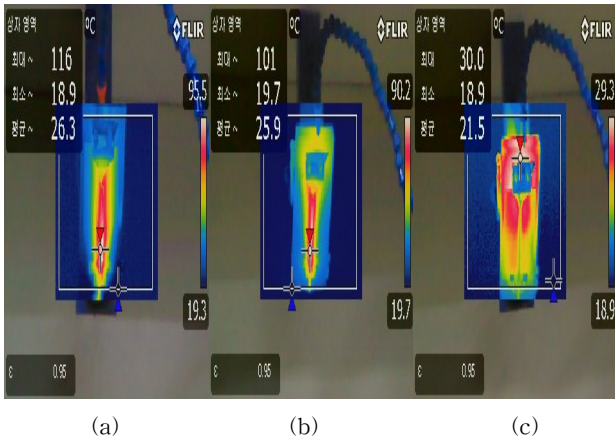 상자 영역 °C
최대 ~ 116
최소 ~ 18.9
평균 ~ 26.3
FLIR
95.5
19.3
ε 0.95
(a)
상자 영역 °C
최대 ~ 101
최소 ~ 19.7
평균 ~ 25.9
FLIR
90.2
19.7
ε 0.95
(b)
상자 영역 °C
최대 30.0
최소 18.9
평균 21.5
FLIR
29.3
18.9
ε 0.95
(c)